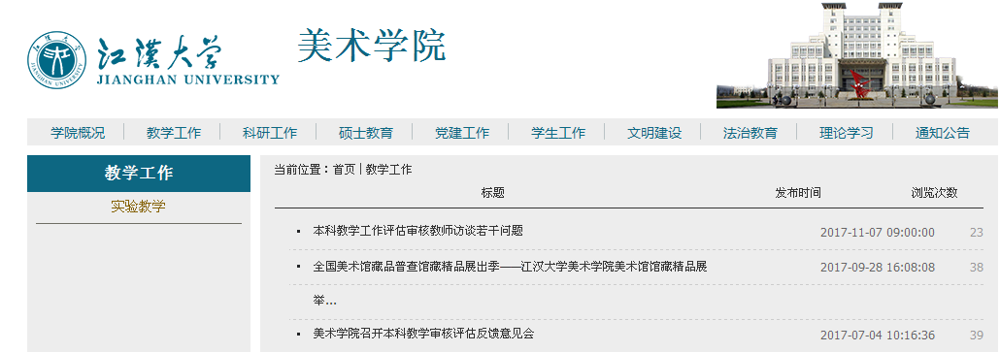 江漢大学
JIANGHAN UNIVERSITY
美术学院
学院概况 教学工作 科研工作 硕士教育 党建工作 学生工作 文明建设 法治教育 理论学习 通知公告
教学工作
实验教学
当前位置：首页 | 教学工作
标题 发布时间 浏览次数
本科教学工作评估审核教师访谈若干问题 2017-11-07 09:00:00 23
全国美术馆藏品普查馆藏精品展出季——江汉大学美术学院美术馆馆藏精品展 2017-09-28 16:08:08 38
举...
美术学院召开本科教学审核评估反馈意见会 2017-07-04 10:16:36 39